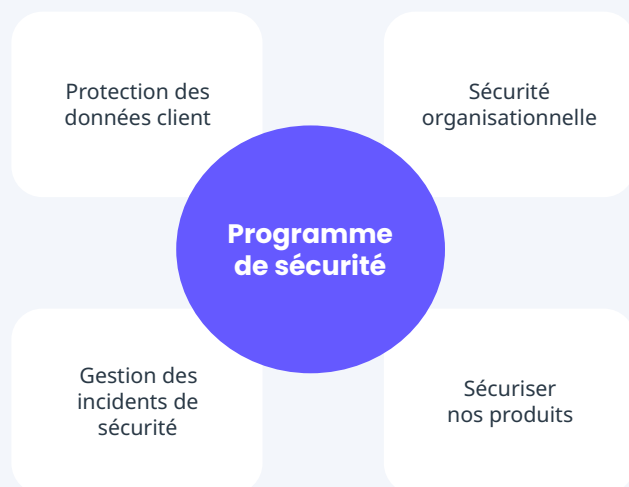 Protection des
données client
Sécurité
organisationnelle
Programme
de sécurité
Gestion des
incidents de
sécurité
Sécuriser
nos produits